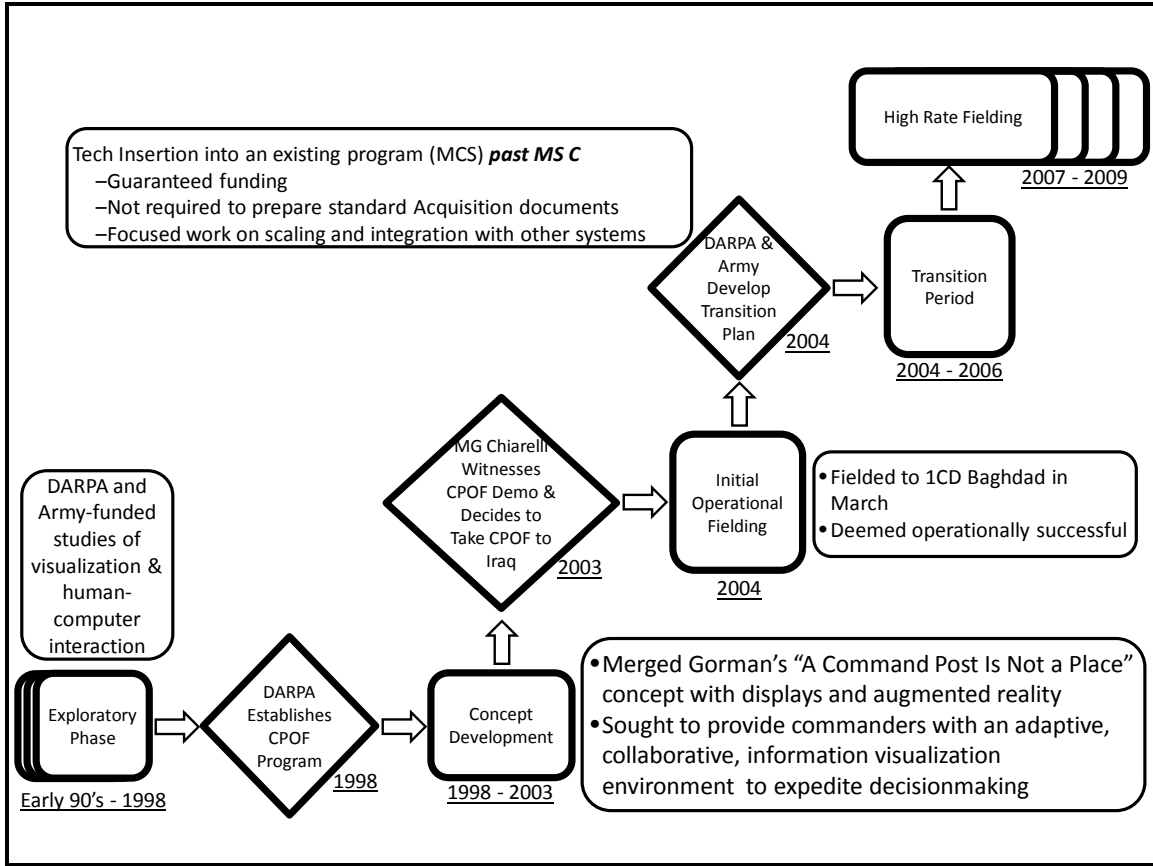 High Rate Fielding
2007 - 2009
Tech Insertion into an existing program (MCS) past MS C
–Guaranteed funding
–Not required to prepare standard Acquisition documents
–Focused work on scaling and integration with other systems
DARPA &
Army
Develop
Transition
Plan
2004
Transition
Period
2004 - 2006
MG Chiarelli
Witnesses
CPOF Demo &
Decides to
Take CPOF to
Iraq
2003
Initial
Operational
Fielding
2004
•Fielded to 1CD Baghdad in
March
•Deemed operationally successful
DARPA and
Army-funded
studies of
visualization &
human-
computer
interaction
Exploratory
Phase
Early 90's - 1998
DARPA
Establishes
CPOF
Program
1998
Concept
Development
1998 - 2003
•Merged Gorman's “A Command Post Is Not a Place”
concept with displays and augmented reality
•Sought to provide commanders with an adaptive,
collaborative, information visualization
environment to expedite decisionmaking